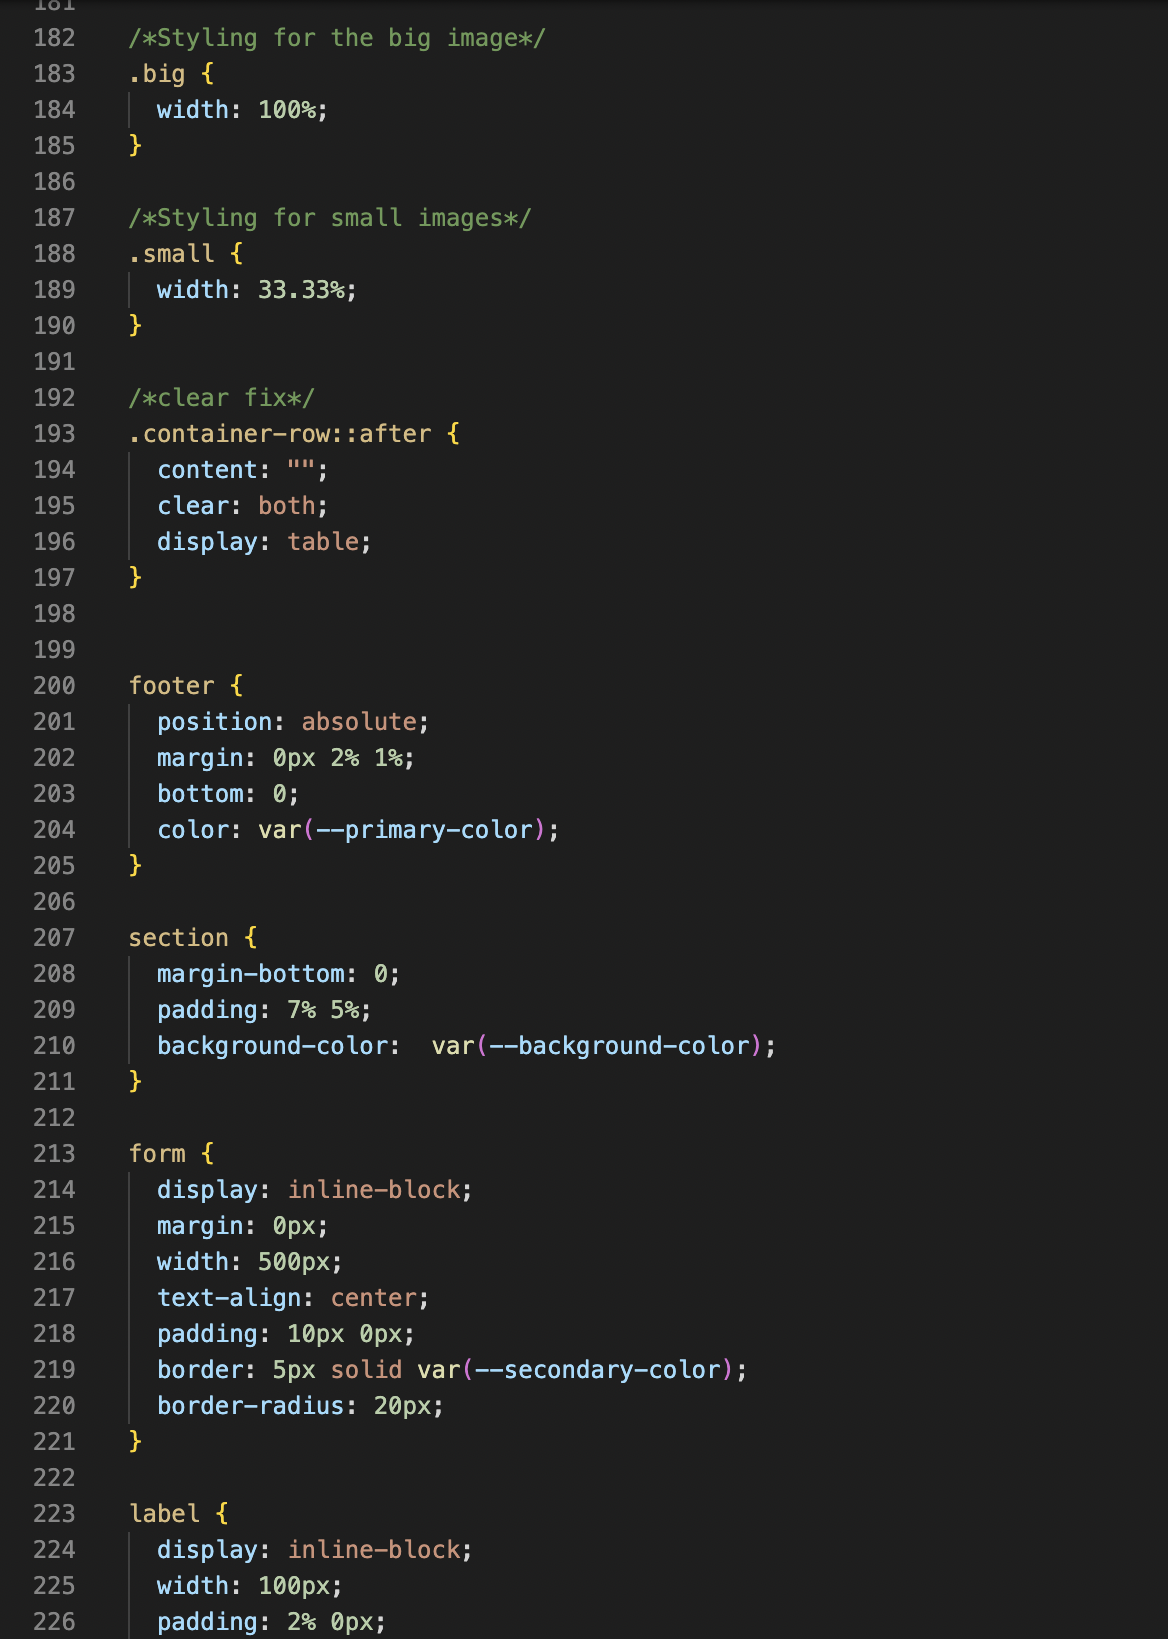 181
182 /*Styling for the big image*/
183 .big {
184   width: 100%;
185 }
186
187 /*Styling for small images*/
188 .small {
189   width: 33.33%;
190 }
191
192 /*clear fix*/
193 .container-row::after {
194   content: "";
195   clear: both;
196   display: table;
197 }
198
199
200 footer {
201   position: absolute;
202   margin: 0px 2% 1%;
203   bottom: 0;
204   color: var(--primary-color);
205 }
206
207 section {
208   margin-bottom: 0;
209   padding: 7% 5%;
210   background-color:  var(--background-color);
211 }
212
213 form {
214   display: inline-block;
215   margin: 0px;
216   width: 500px;
217   text-align: center;
218   padding: 10px 0px;
219   border: 5px solid var(--secondary-color);
220   border-radius: 20px;
221 }
222
223 label {
224   display: inline-block;
225   width: 100px;
226   padding: 2% 0px;